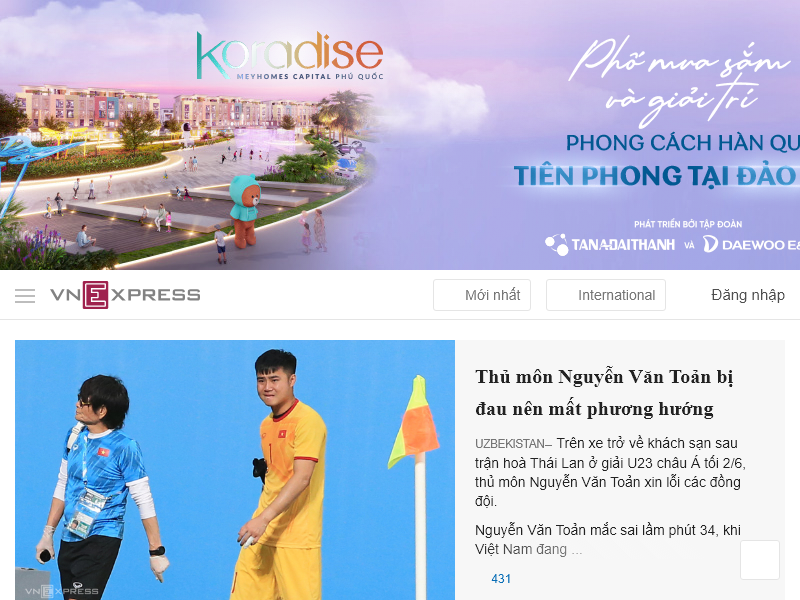 koradise
MEYHOMES CAPITAL PHÚ QUỐC
Phố mua sắm
và giải trí
PHONG CÁCH HÀN QU
TIÊN PHONG TẠI ĐẢO
PHÁT TRIỂN BỞI TẬP ĐOÀN
TANADAITHANH VÀ DAEWOO E&
VNEXPRESS
Mới nhất
International
Đăng nhập
Thủ môn Nguyễn Văn Toản bị
đau nên mất phương hướng
UZBEKISTAN– Trên xe trở về khách sạn sau
trận hoà Thái Lan ở giải U23 châu Á tối 2/6,
thủ môn Nguyễn Văn Toản xin lỗi các đồng
đội.
Nguyễn Văn Toản mắc sai lầm phút 34, khi
Việt Nam đang ...
431
VNEXPRESS